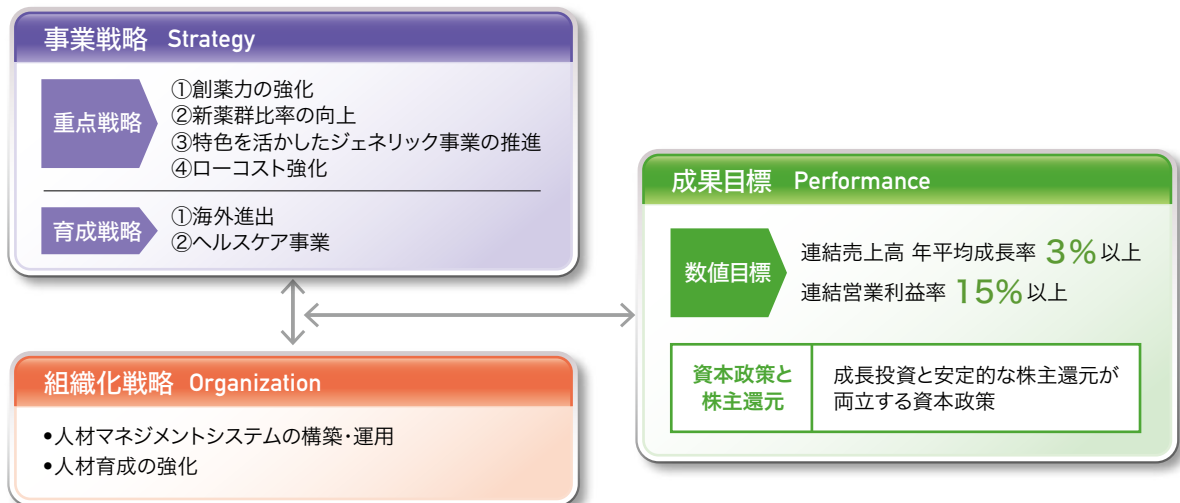 事業戦略 Strategy
重点戦略
①創薬力の強化
②新薬群比率の向上
③特色を活かしたジェネリック事業の推進
④ローコスト強化
育成戦略
①海外進出
②ヘルスケア事業
組織化戦略 Organization
•人材マネジメントシステムの構築・運用
•人材育成の強化
成果目標 Performance
数値目標
連結売上高 年平均成長率 3%以上
連結営業利益率 15%以上
資本政策と
株主還元
成長投資と安定的な株主還元が
両立する資本政策